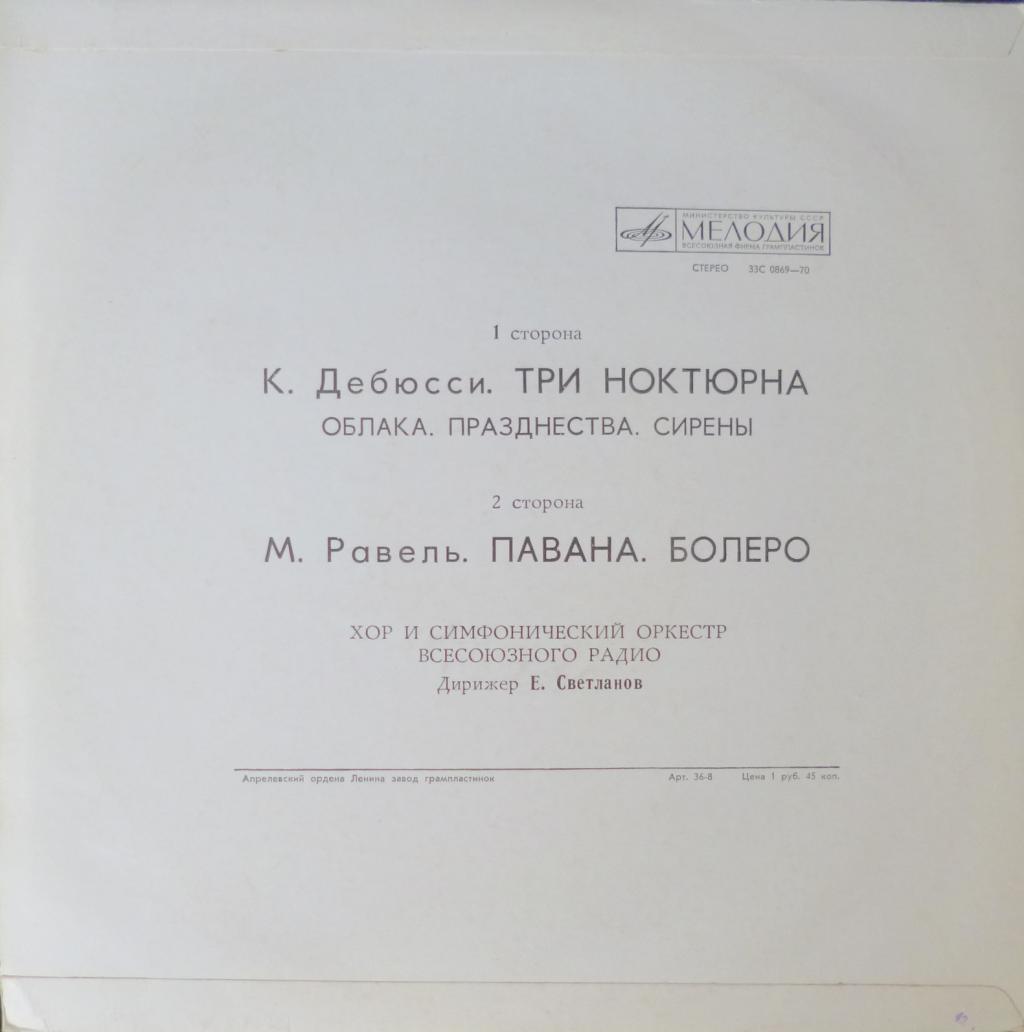 МИНИСТЕРСТВО КУЛЬТУРЫ СССР
МЕЛОДИЯ
ВСЕСОЮЗНАЯ ФИРМА ГРАМПЛАСТИНОК
СТЕРЕО 33С 0869—70
1 сторона
К. Дебюсси. ТРИ НОКТЮРНА
ОБЛАКА. ПРАЗДНЕСТВА. СИРЕНЫ
2 сторона
М. Равель. ПАВАНА. БОЛЕРО
ХОР И СИМФОНИЧЕСКИЙ ОРКЕСТР
ВСЕСОЮЗНОГО РАДИО
Дирижер Е. Светланов
Апрелевский ордена Ленина завод грампластинок Арт. 36-8 Цена 1 руб. 45 коп.